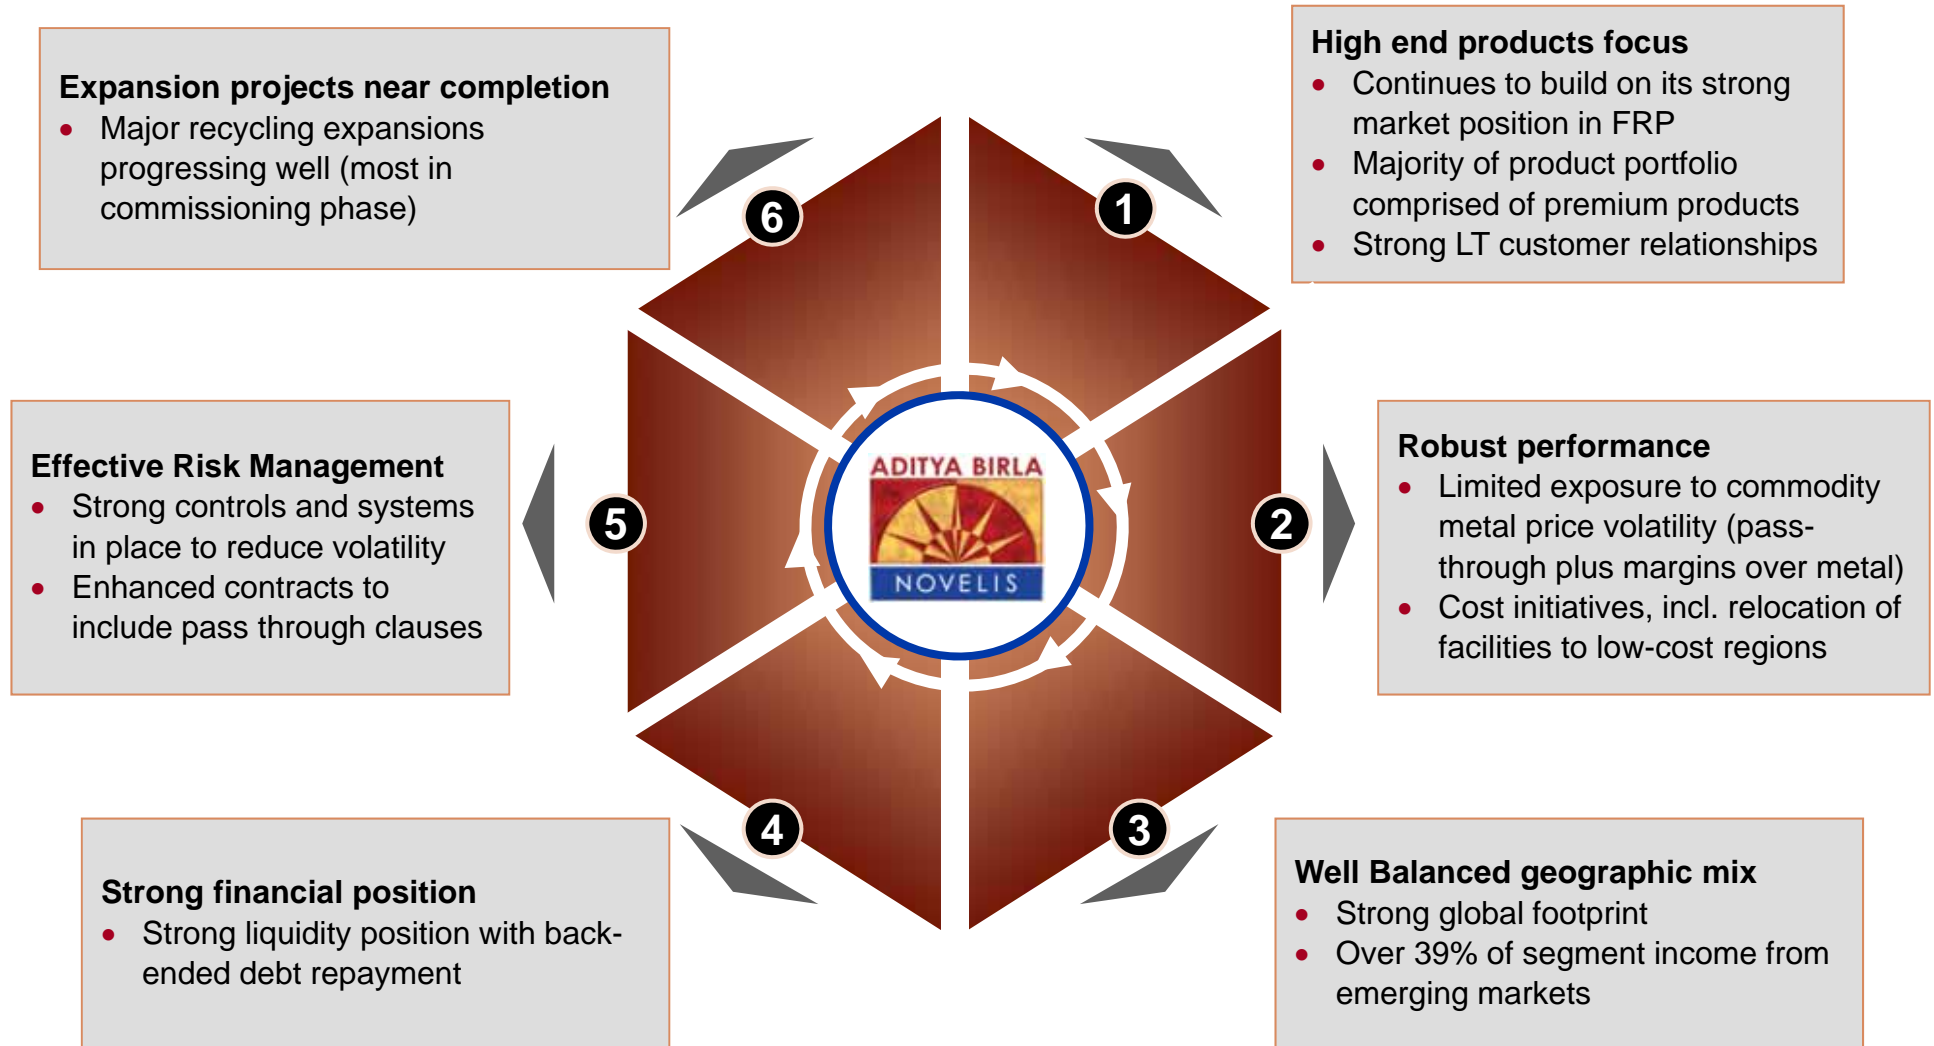 High end products focus
• Continues to build on its strong
market position in FRP
• Majority of product portfolio
comprised of premium products
• Strong LT customer relationships
1
Robust performance
• Limited exposure to commodity
metal price volatility (pass-
through plus margins over metal)
• Cost initiatives, incl. relocation of
facilities to low-cost regions
2
Well Balanced geographic mix
• Strong global footprint
• Over 39% of segment income from
emerging markets
3
Strong financial position
• Strong liquidity position with back-
ended debt repayment
4
Effective Risk Management
• Strong controls and systems
in place to reduce volatility
• Enhanced contracts to
include pass through clauses
5
Expansion projects near completion
• Major recycling expansions
progressing well (most in
commissioning phase)
6
ADITYA BIRLA
NOVELIS